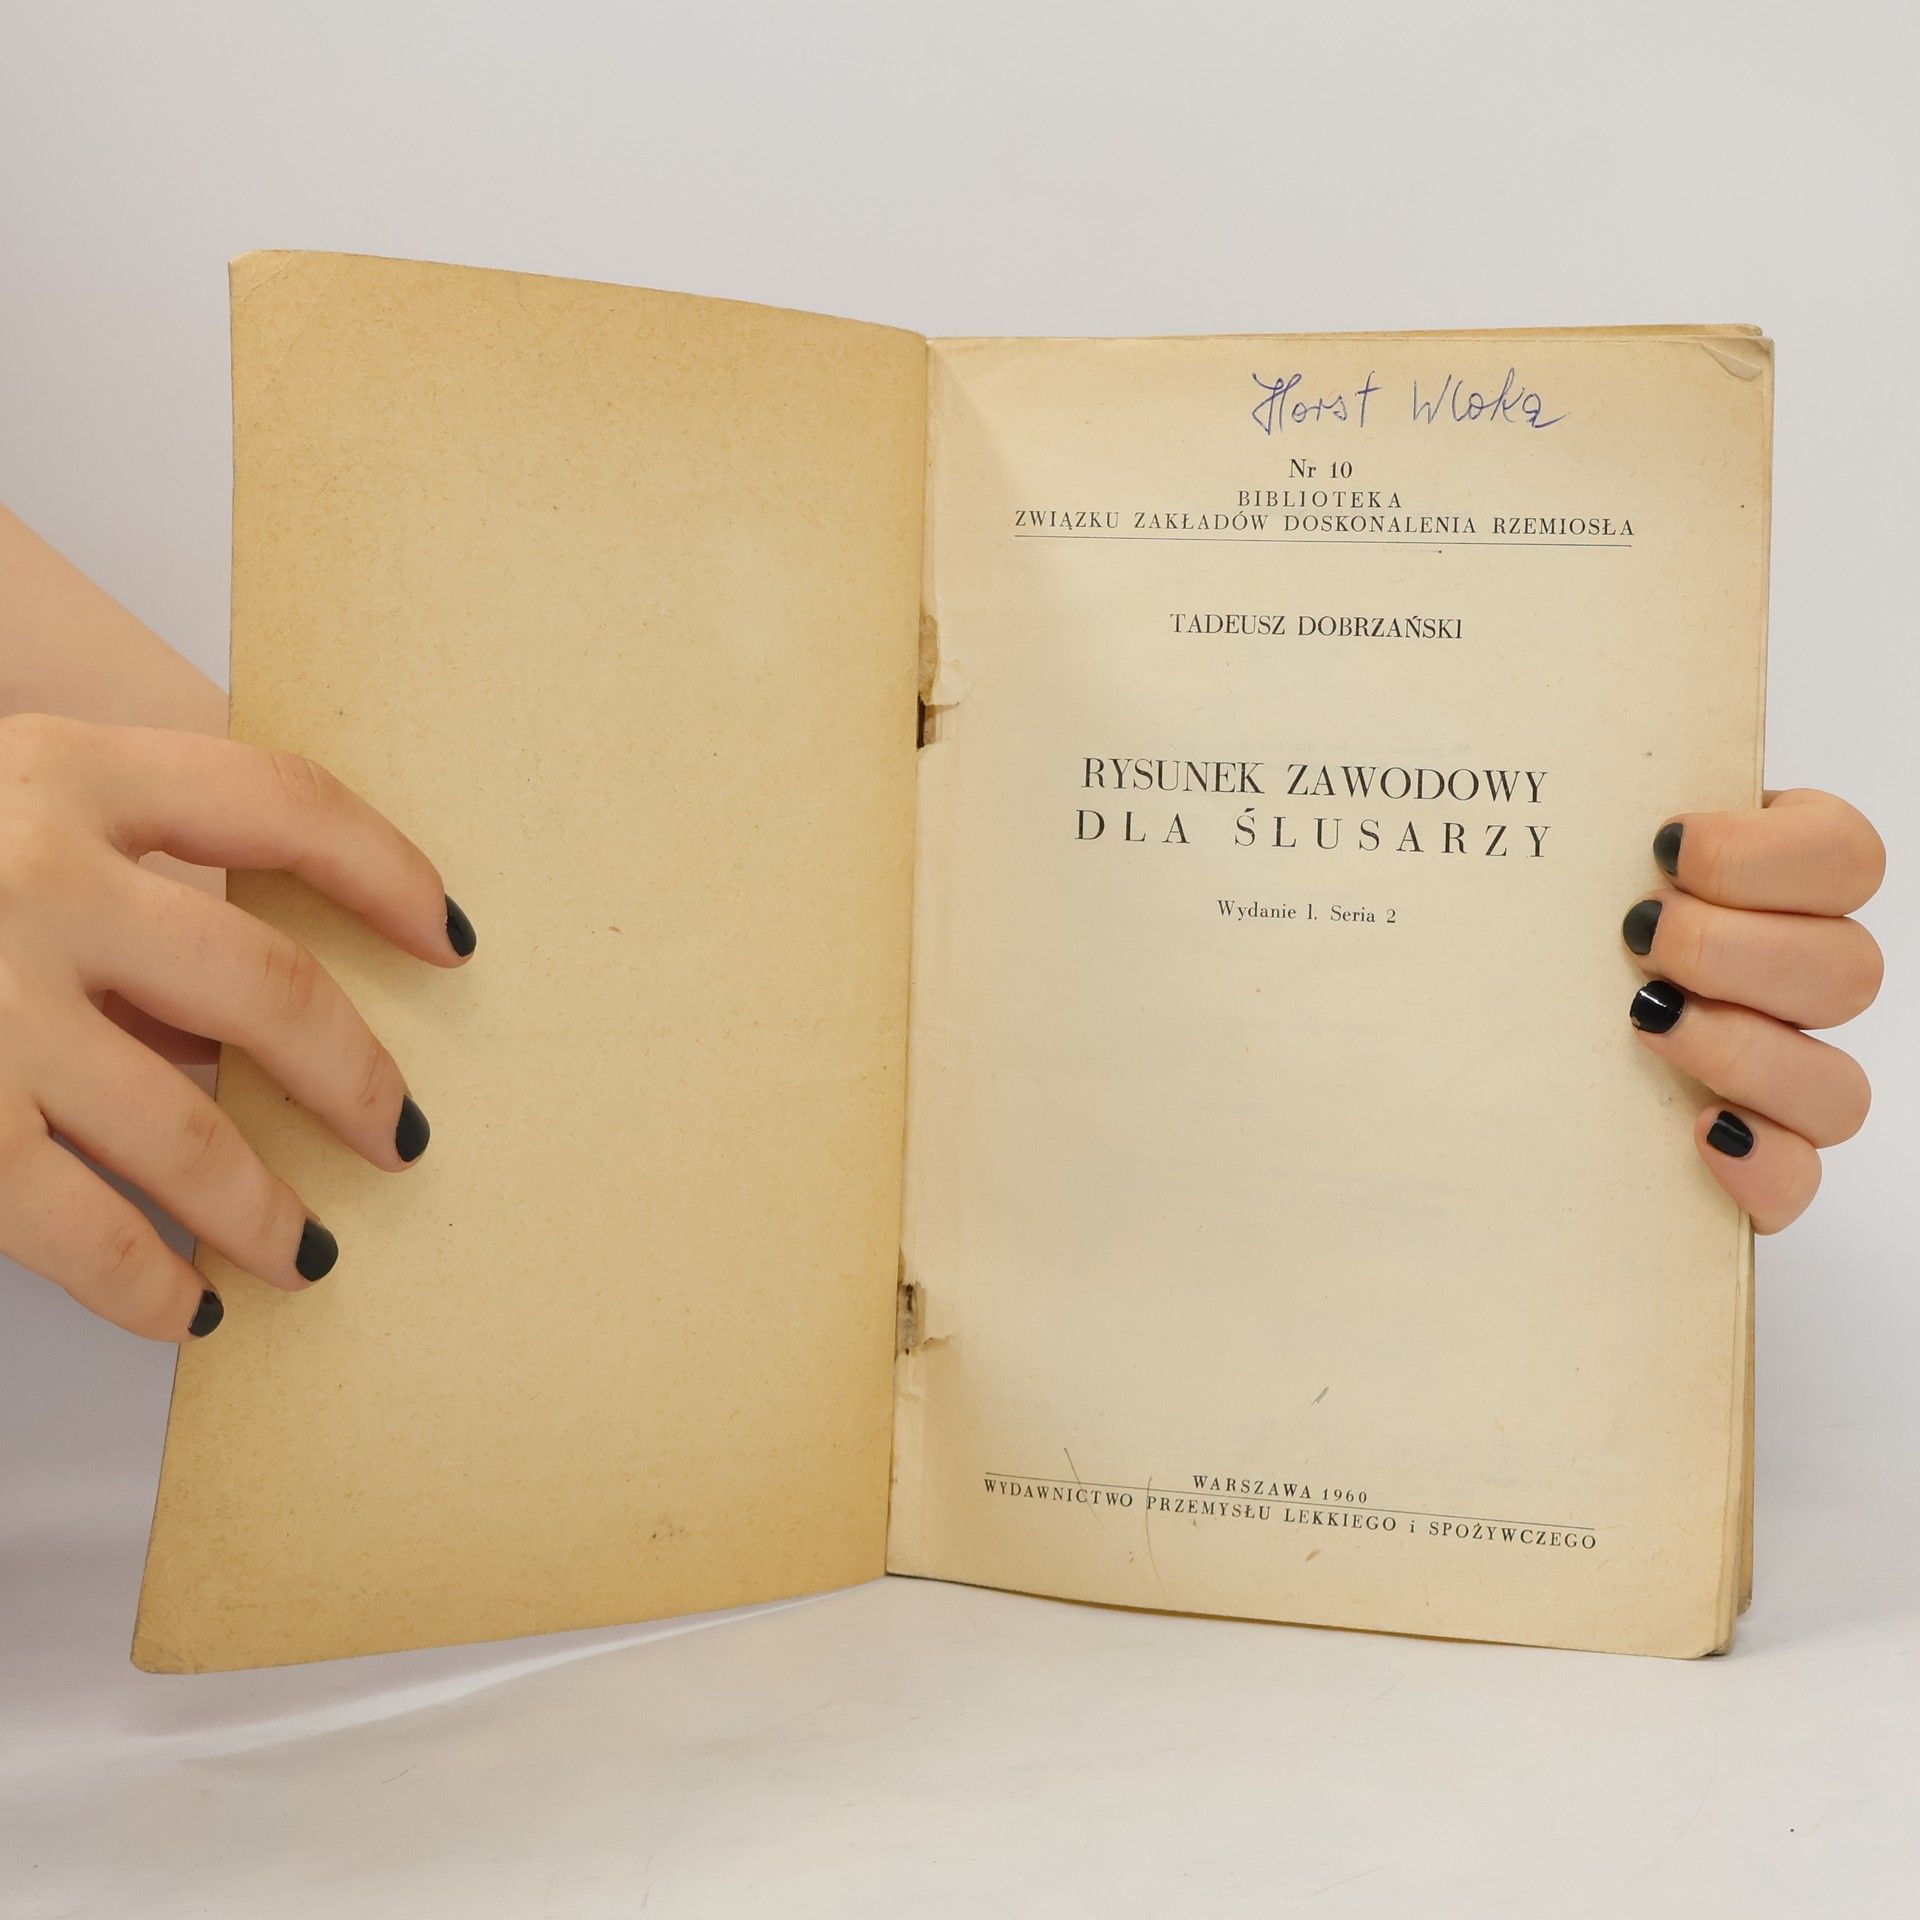 Horst Wloka
Nr 10
BIBLIOTEKA
ZWIĄZKU ZAKŁADÓW DOSKONALENIA RZEMIOSŁA
TADEUSZ DOBRZAŃSKI
RYSUNEK ZAWODOWY
DLA ŚLUSARZY
Wydanie 1. Seria 2
WARSZAWA 1960
WYDAWNICTWO PRZEMYSŁU LEKKIEGO i SPOŻYWCZEGO